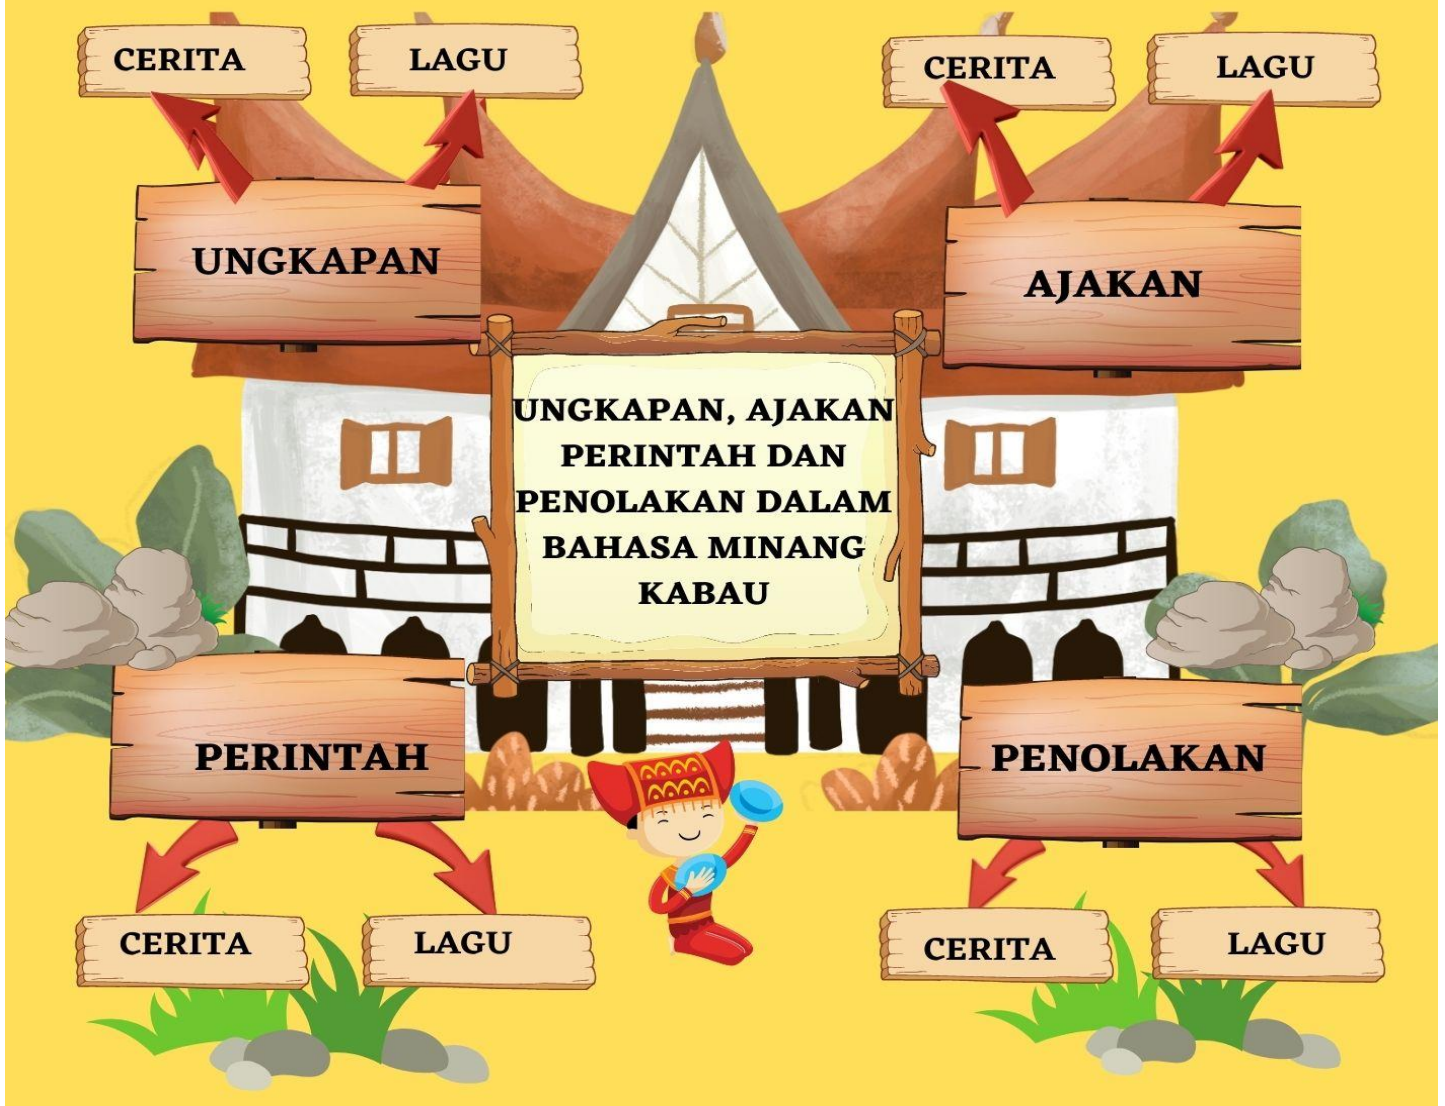 CERITA
LAGU
CERITA
LAGU
UNGKAPAN
AJAKAN
UNGKAPAN, AJAKAN
PERINTAH DAN
PENOLAKAN DALAM
BAHASA MINANG
KABAU
PERINTAH
PENOLAKAN
CERITA
LAGU
CERITA
LAGU